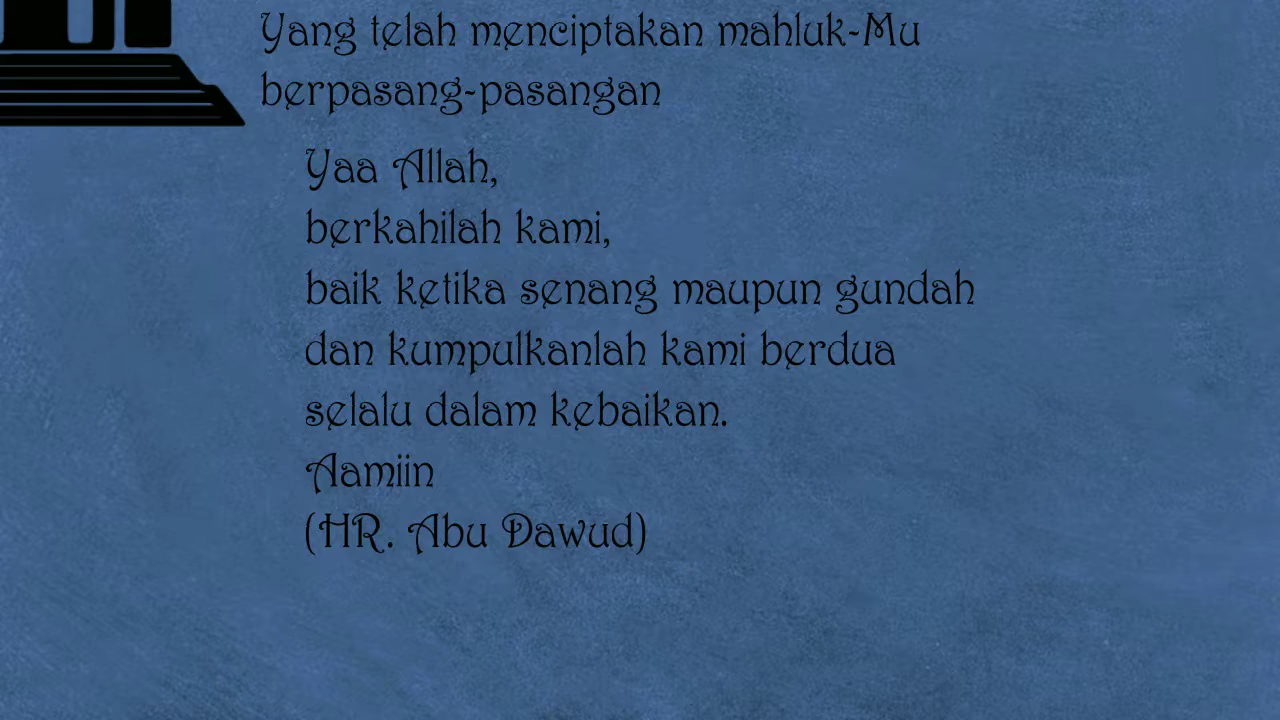 Yang telah menciptakan mahluk-Mu
berpasang-pasangan
Yaa Allah,
berkahilah kami,
baik ketika senang maupun gundah
dan kumpulkanlah kami berdua
selalu dalam kebaikan.
Aamiin
(HR. Abu Dawud)